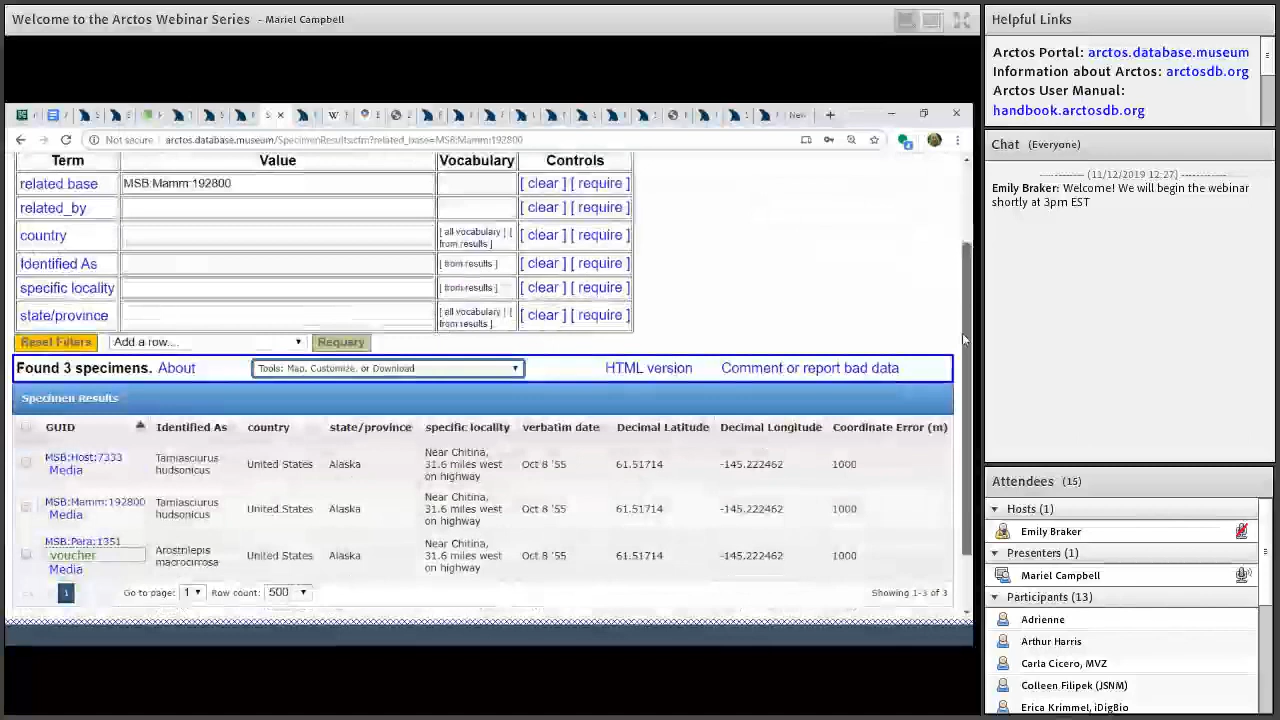 Welcome to the Arctos Webinar Series - Mariel Campbell
New
Not secure arctos.database.museum/SpecimenResults.cfm?related_base=MSB:Mamm:192800
Term Value Vocabulary Controls
related base MSB:Mamm:192800 [ clear ] [ require ]
related_by [ clear ] [ require ]
country [ all vocabulary ] [ from results ] [ clear ] [ require ]
Identified As [ from results ] [ clear ] [ require ]
specific locality [ from results ] [ clear ] [ require ]
state/province [ all vocabulary ] [ from results ] [ clear ] [ require ]
Reset Filters Add a row... Requery
Found 3 specimens. About Tools: Map, Customize, or Download HTML version Comment or report bad data
Specimen Results
GUID Identified As country state/province specific locality verbatim date Decimal Latitude Decimal Longitude Coordinate Error (m)
MSB:Host:7333 Media Tamiasciurus hudsonicus United States Alaska Near Chitina, 31.6 miles west on highway Oct 8 '55 61.51714 -145.222462 1000
MSB:Mamm:192800 Media Tamiasciurus hudsonicus United States Alaska Near Chitina, 31.6 miles west on highway Oct 8 '55 61.51714 -145.222462 1000
MSB:Para:1351 voucher Media Arostrilepis macrocirrosa United States Alaska Near Chitina, 31.6 miles west on highway Oct 8 '55 61.51714 -145.222462 1000
1 Go to page: 1 Row count: 500 Showing 1-3 of 3
Helpful Links
Arctos Portal: arctos.database.museum
Information about Arctos: arctosdb.org
Arctos User Manual:
handbook.arctosdb.org
Chat (Everyone)
(11/12/2019 12:27)
Emily Braker: Welcome! We will begin the webinar
shortly at 3pm EST
Attendees (15)
Hosts (1)
Emily Braker
Presenters (1)
Mariel Campbell
Participants (13)
Adrienne
Arthur Harris
Carla Cicero, MVZ
Colleen Filipek (JSNM)
Erica Krimmel, iDigBio